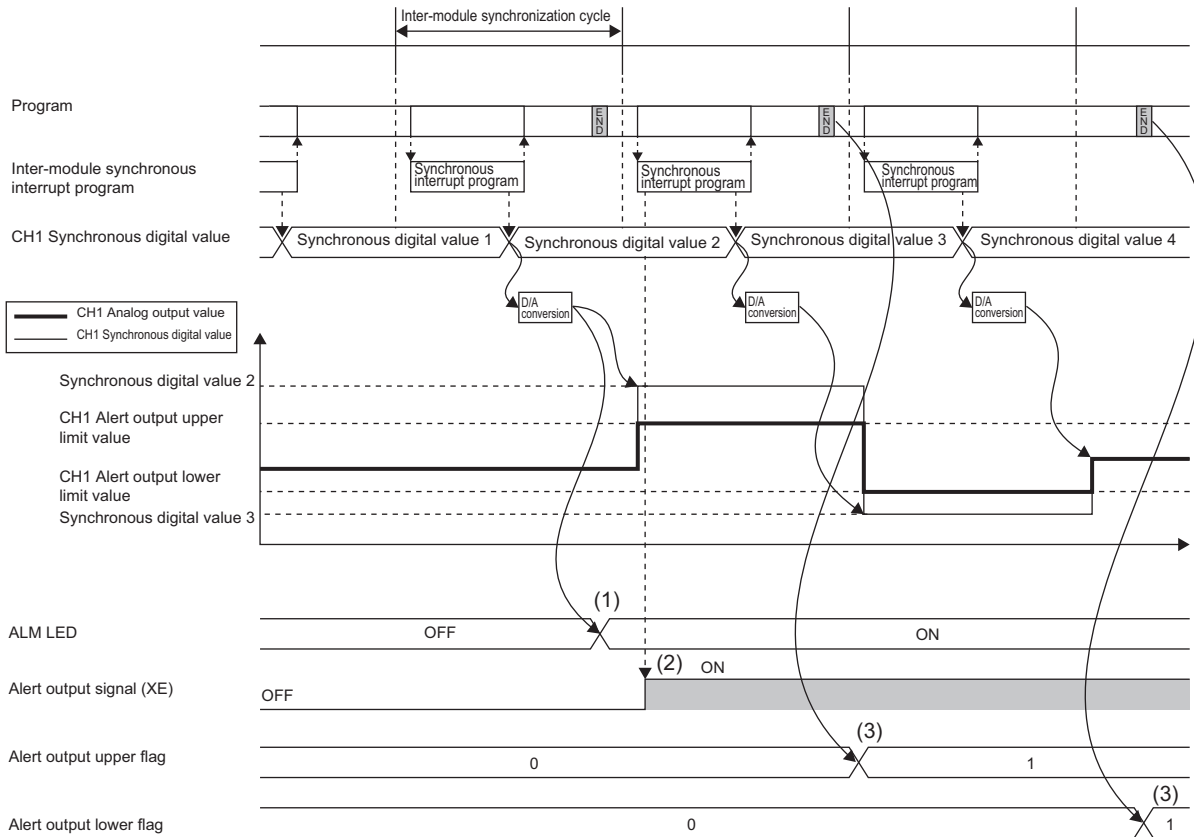 Inter-module synchronization cycle
Program
END
END
END
Inter-module synchronous
interrupt program
Synchronous
interrupt program
Synchronous
interrupt program
Synchronous
interrupt program
CH1 Synchronous digital value
Synchronous digital value 1
Synchronous digital value 2
Synchronous digital value 3
Synchronous digital value 4
D/A
conversion
D/A
conversion
D/A
conversion
CH1 Analog output value
CH1 Synchronous digital value
Synchronous digital value 2
CH1 Alert output upper
limit value
CH1 Alert output lower
limit value
Synchronous digital value 3
(1)
ALM LED
OFF
ON
(2)
ON
Alert output signal (XE)
OFF
(3)
Alert output upper flag
0
1
(3)
Alert output lower flag
0
1